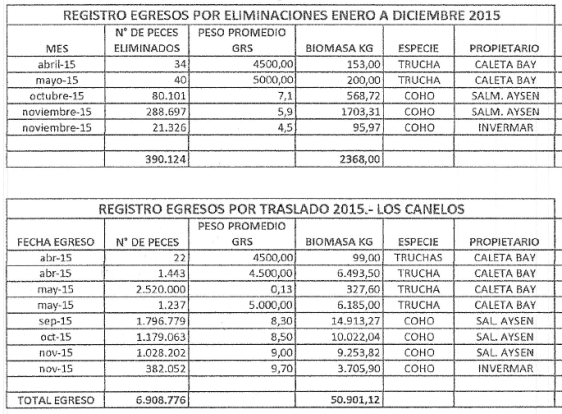 REGISTRO EGRESOS POR ELIMINACIONES ENERO A DICIEMBRE 2015
MES N° DE PECES ELIMINADOS PESO PROMEDIO GRS BIOMASA KG ESPECIE PROPIETARIO
abril-15 34 4500,00 153,00 TRUCHA CALETA BAY
mayo-15 40 5000,00 200,00 TRUCHA CALETA BAY
octubre-15 80.101 7,1 568,72 COHO SALM. AYSEN
noviembre-15 288.697 5,9 1703,31 COHO SALM. AYSEN
noviembre-15 21.326 4,5 95,97 COHO INVERMAR
390.124 2368,00
REGISTRO EGRESOS POR TRASLADO 2015.- LOS CANELOS
FECHA EGRESO N° DE PECES PESO PROMEDIO GRS BIOMASA KG ESPECIE PROPIETARIO
abr-15 22 4500,00 99,00 TRUCHAS CALETA BAY
abr-15 1.443 4.500,00 6.493,50 TRUCHA CALETA BAY
may-15 2.520.000 0,13 327,60 TRUCHA CALETA BAY
may-15 1.237 5.000,00 6.185,00 TRUCHA CALETA BAY
sep-15 1.796.779 8,30 14.913,27 COHO SAL. AYSEN
oct-15 1.179.063 8,50 10.022,04 COHO SAL. AYSEN
nov-15 1.028.202 9,00 9.253,82 COHO SAL. AYSEN
nov-15 382.052 9,70 3.705,90 COHO INVERMAR
TOTAL EGRESO 6.908.776 50.901,12